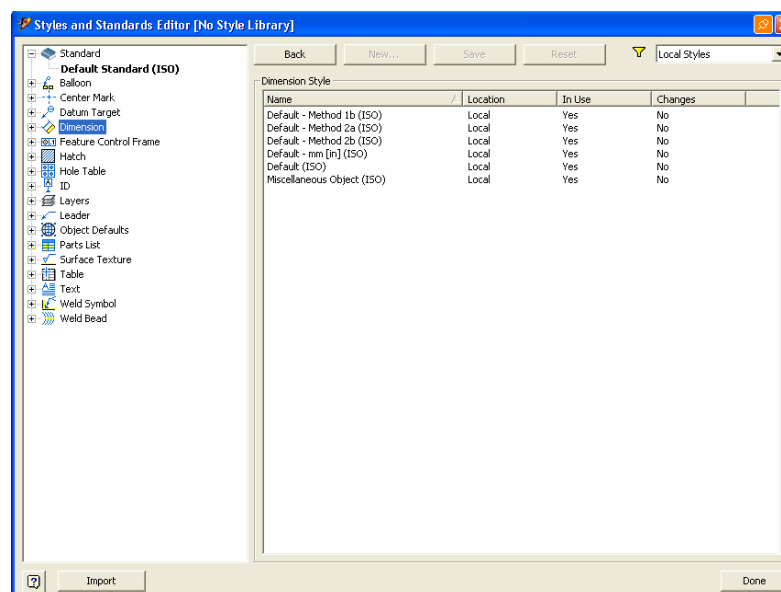 Styles and Standards Editor [No Style Library]
Back New... Save Reset Local Styles
Standard
Default Standard (ISO)
Balloon
Center Mark
Datum Target
Dimension
Feature Control Frame
Hatch
Hole Table
ID
Layers
Leader
Object Defaults
Parts List
Surface Texture
Table
Text
Weld Symbol
Weld Bead
Dimension Style
Name Location In Use Changes
Default - Method 1b (ISO) Local Yes No
Default - Method 2a (ISO) Local Yes No
Default - Method 2b (ISO) Local Yes No
Default - mm [in] (ISO) Local Yes No
Default (ISO) Local Yes No
Miscellaneous Object (ISO) Local Yes No
? Import Done